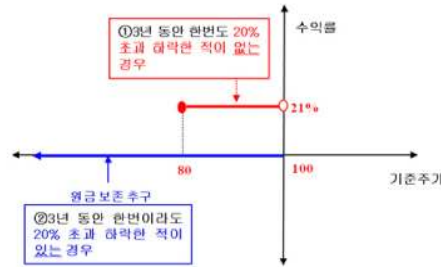 수익률
①3년 동안 한번도 20%
초과 하락한 적이 없는
경우
21%
80
100
기준주가
원금 보존 추구
②3년 동안 한번이라도
20% 초과 하락한 적이
있는 경우